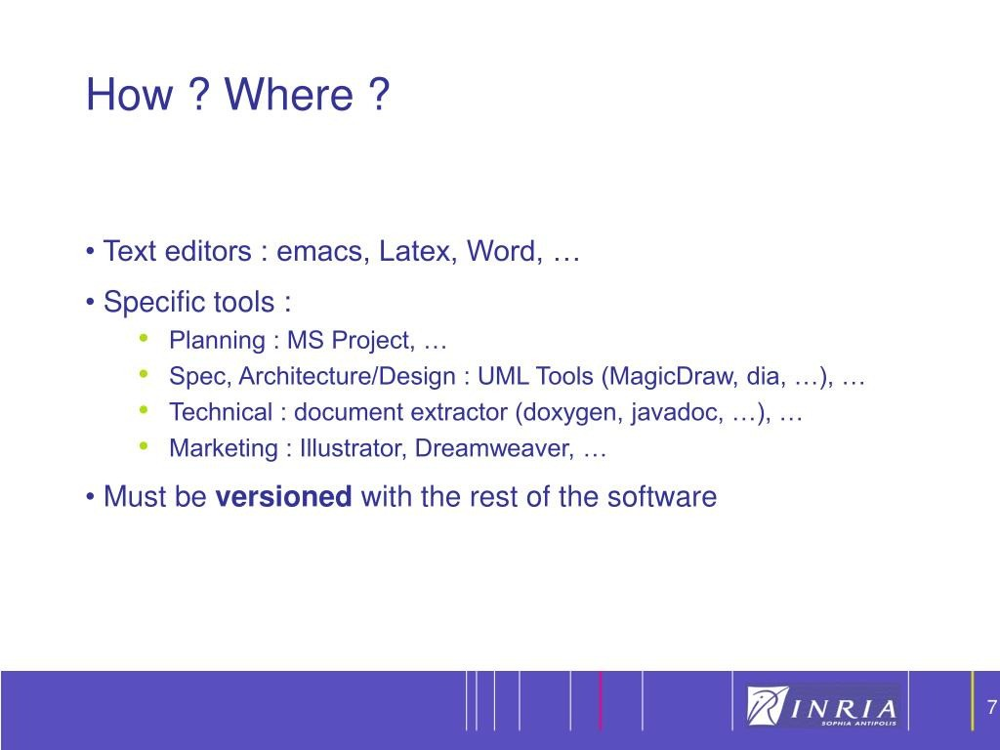 How ? Where ?
• Text editors : emacs, Latex, Word, …
• Specific tools :
• Planning : MS Project, …
• Spec, Architecture/Design : UML Tools (MagicDraw, dia, …), …
• Technical : document extractor (doxygen, javadoc, …), …
• Marketing : Illustrator, Dreamweaver, …
• Must be versioned with the rest of the software
INRIA
SOPHIA ANTIPOLIS
7